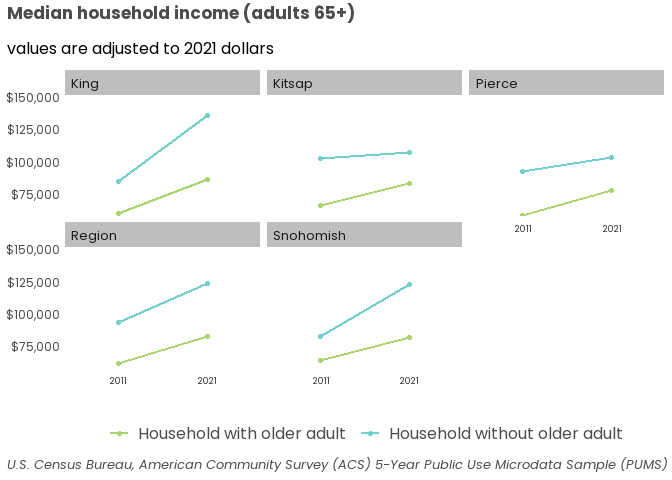 Median household income (adults 65+)
values are adjusted to 2021 dollars
King
Kitsap
Pierce
$150,000
$125,000
$100,000
$75,000
2011
2021
Region
Snohomish
$150,000
$125,000
$100,000
$75,000
2011
2021
2011
2021
Household with older adult
Household without older adult
U.S. Census Bureau, American Community Survey (ACS) 5-Year Public Use Microdata Sample (PUMS)